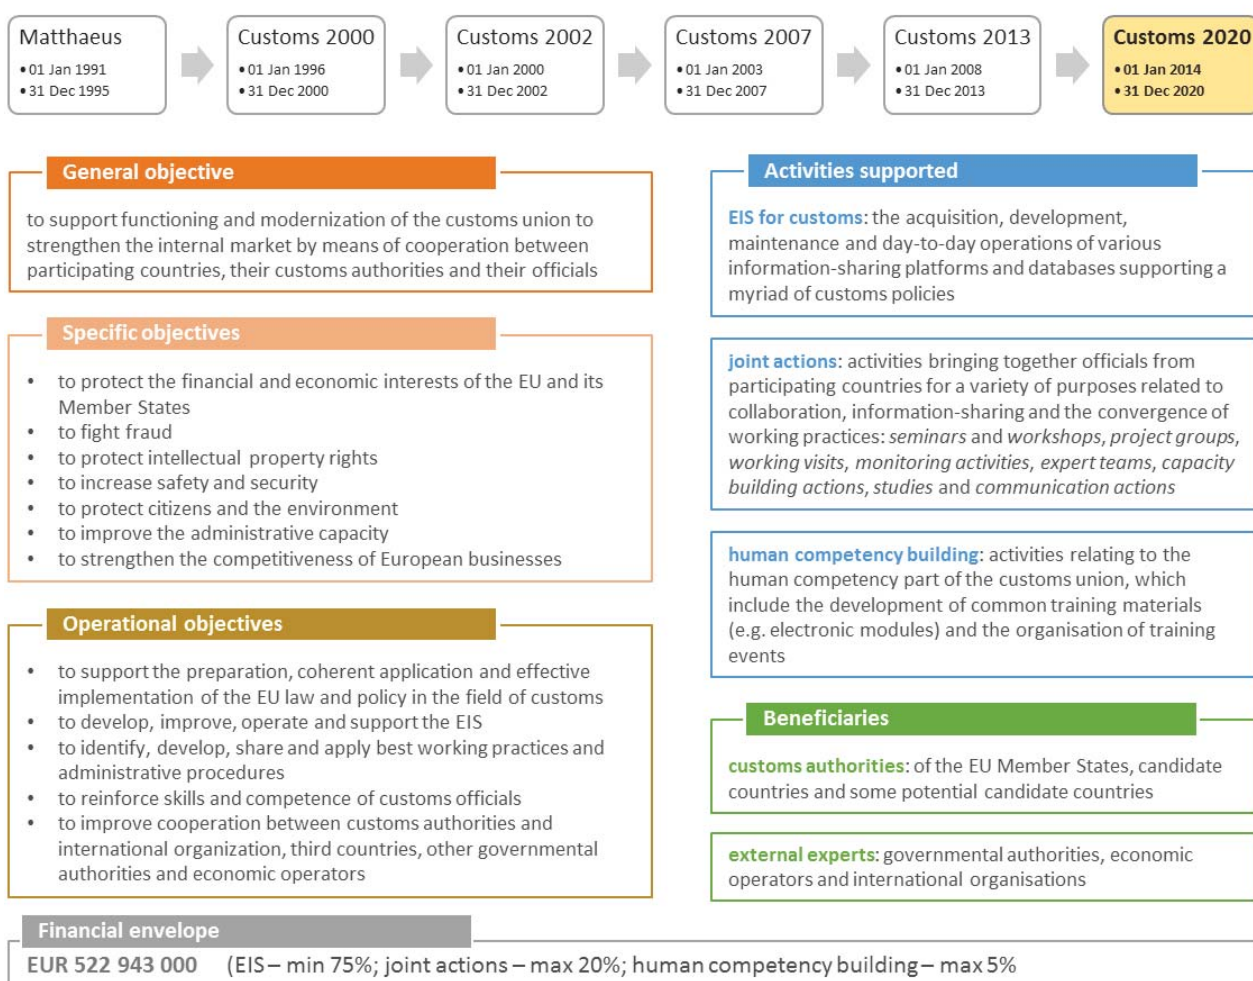 Matthaeus
• 01 Jan 1991
• 31 Dec 1995
Customs 2000
• 01 Jan 1996
• 31 Dec 2000
Customs 2002
• 01 Jan 2000
• 31 Dec 2002
Customs 2007
• 01 Jan 2003
• 31 Dec 2007
Customs 2013
• 01 Jan 2008
• 31 Dec 2013
Customs 2020
• 01 Jan 2014
• 31 Dec 2020
General objective
to support functioning and modernization of the customs union to
strengthen the internal market by means of cooperation between
participating countries, their customs authorities and their officials
Specific objectives
• to protect the financial and economic interests of the EU and its
Member States
• to fight fraud
• to protect intellectual property rights
• to increase safety and security
• to protect citizens and the environment
• to improve the administrative capacity
• to strengthen the competitiveness of European businesses
Operational objectives
• to support the preparation, coherent application and effective
implementation of the EU law and policy in the field of customs
• to develop, improve, operate and support the EIS
• to identify, develop, share and apply best working practices and
administrative procedures
• to reinforce skills and competence of customs officials
• to improve cooperation between customs authorities and
international organization, third countries, other governmental
authorities and economic operators
Activities supported
EIS for customs: the acquisition, development,
maintenance and day-to-day operations of various
information-sharing platforms and databases supporting a
myriad of customs policies
joint actions: activities bringing together officials from
participating countries for a variety of purposes related to
collaboration, information-sharing and the convergence of
working practices: seminars and workshops, project groups,
working visits, monitoring activities, expert teams, capacity
building actions, studies and communication actions
human competency building: activities relating to the
human competency part of the customs union, which
include the development of common training materials
(e.g. electronic modules) and the organisation of training
events
Beneficiaries
customs authorities: of the EU Member States, candidate
countries and some potential candidate countries
external experts: governmental authorities, economic
operators and international organisations
Financial envelope
EUR 522 943 000 (EIS – min 75%; joint actions – max 20%; human competency building – max 5%